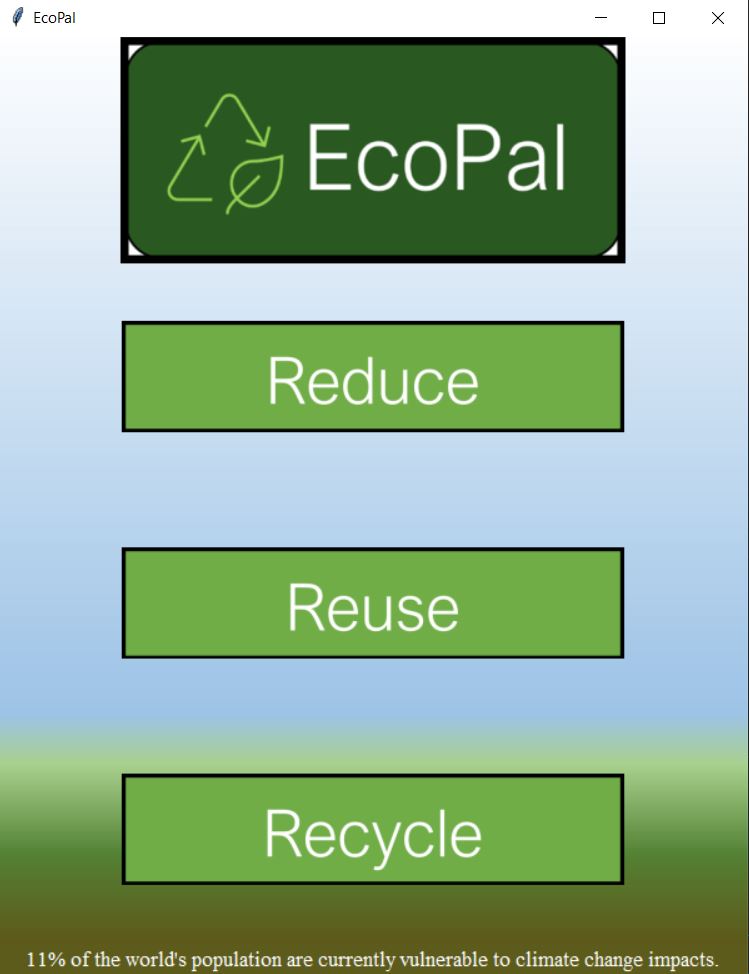 EcoPal
EcoPal
Reduce
Reuse
Recycle
11% of the world's population are currently vulnerable to climate change impacts.